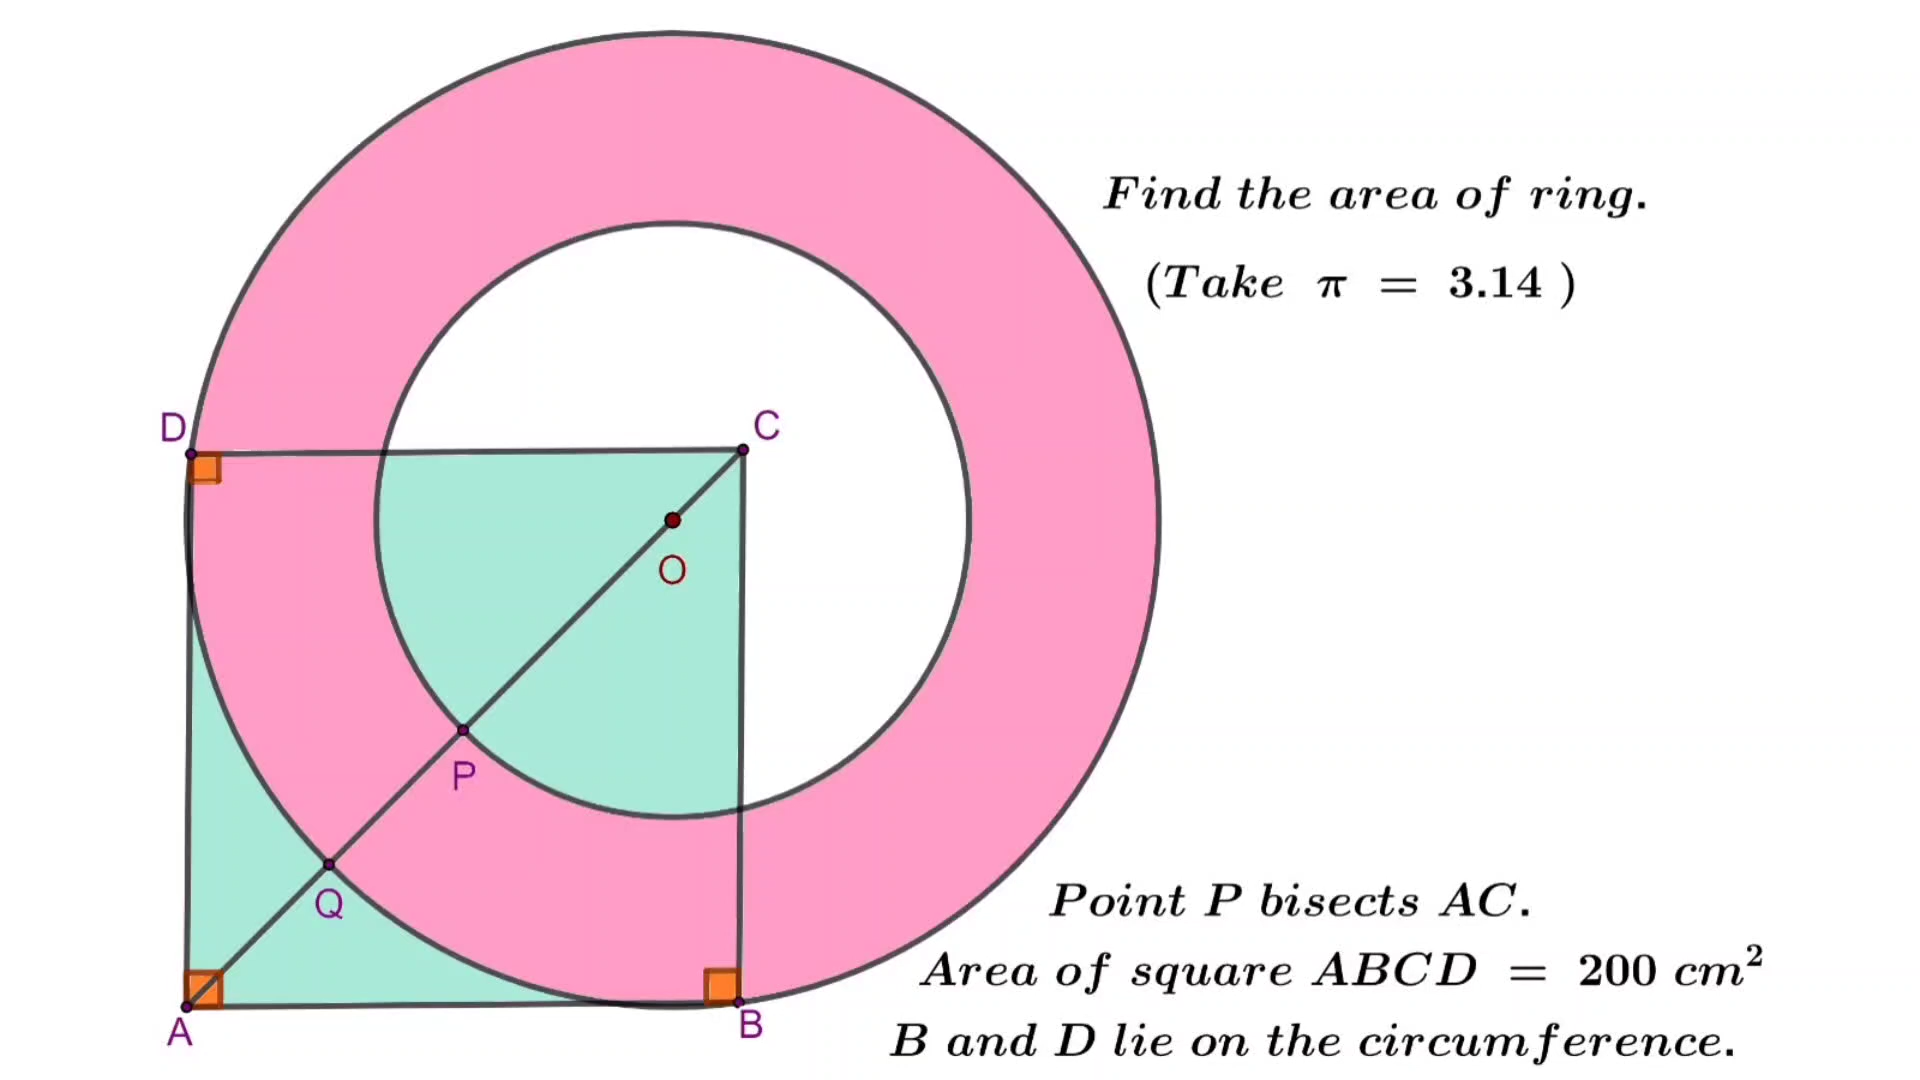 Find the area of ring.
(Take π = 3.14 )
D
C
O
P
Q
A
B
Point P bisects AC.
Area of square ABCD = 200 cm²
B and D lie on the circumference.